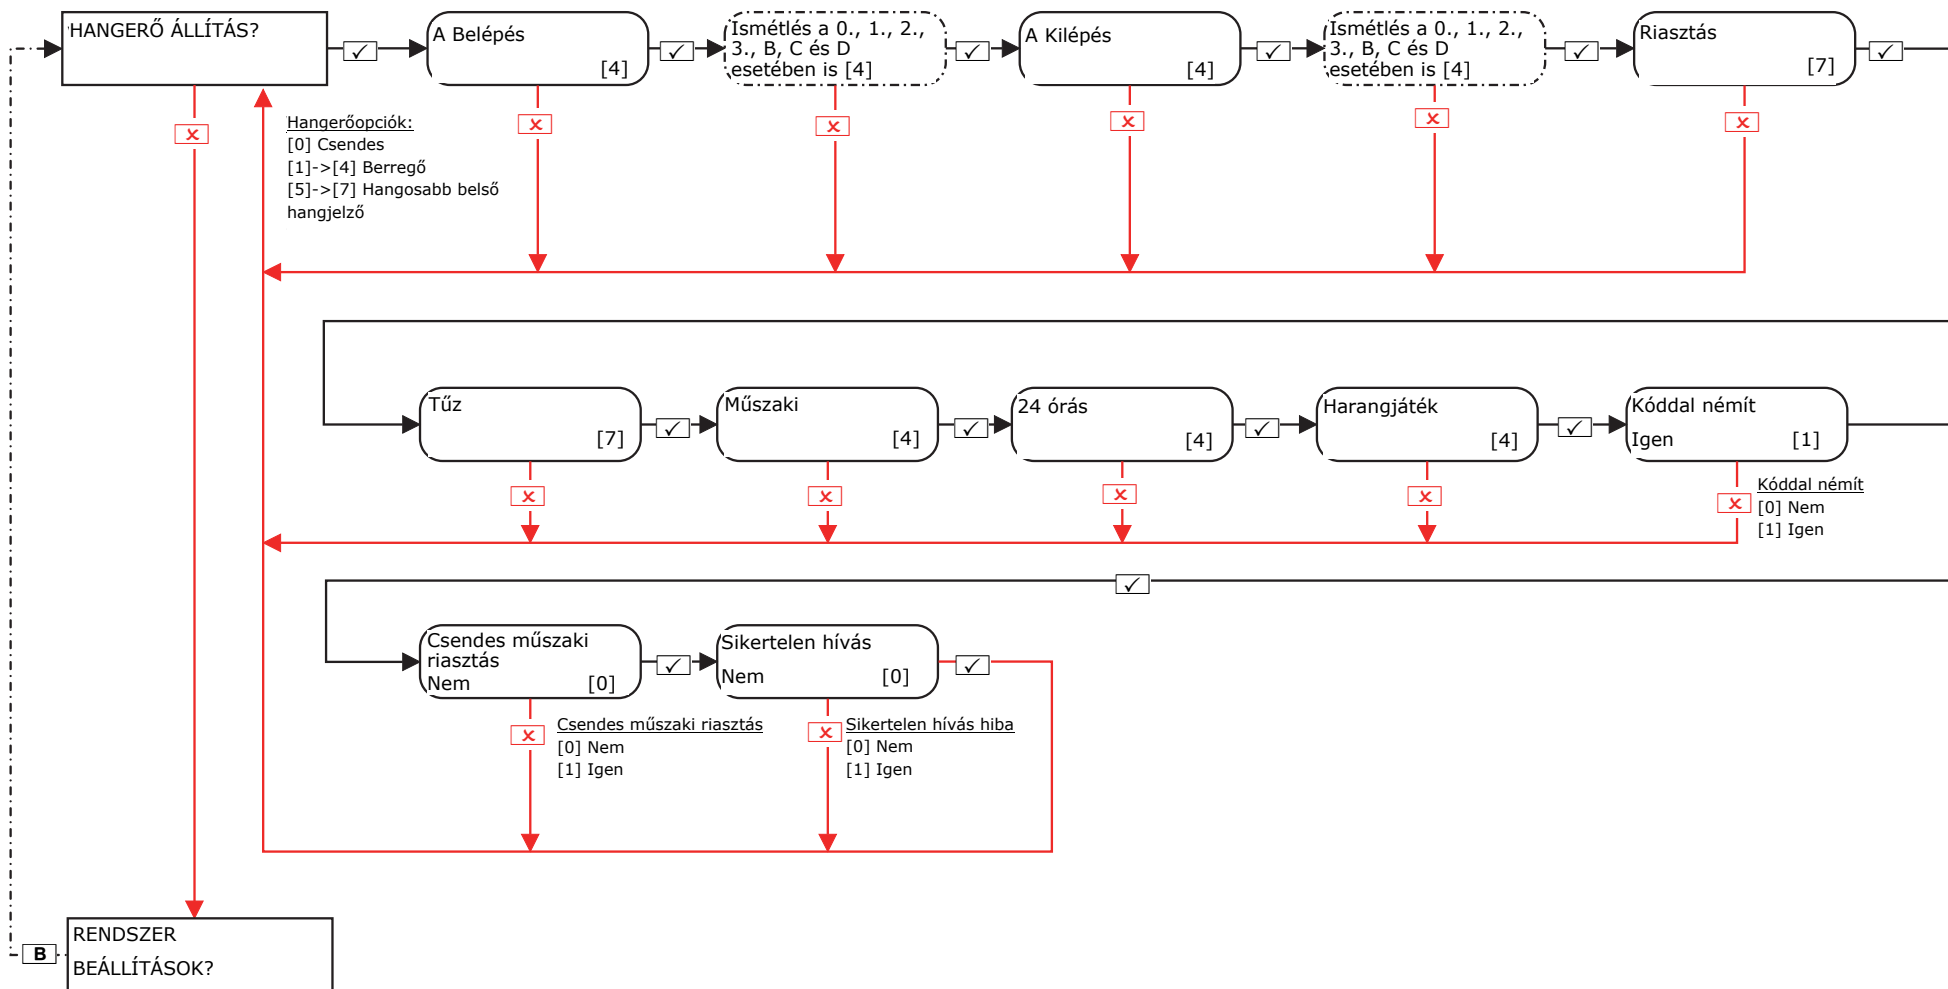 HANGERŐ ÁLLÍTÁS?
A Belépés
[4]
Ismétlés a 0., 1., 2.,
3., B, C és D
esetében is [4]
A Kilépés
[4]
Ismétlés a 0., 1., 2.,
3., B, C és D
esetében is [4]
Riasztás
[7]
Hangerőopciók:
[0] Csendes
[1]->[4] Berregő
[5]->[7] Hangosabb belső
hangjelző
Tűz
[7]
Műszaki
[4]
24 órás
[4]
Harangjáték
[4]
Kóddal némít
Igen [1]
Kóddal némít
[0] Nem
[1] Igen
Csendes műszaki
riasztás
Nem [0]
Sikertelen hívás
Nem [0]
Csendes műszaki riasztás
[0] Nem
[1] Igen
Sikertelen hívás hiba
[0] Nem
[1] Igen
RENDSZER
BEÁLLÍTÁSOK?
B